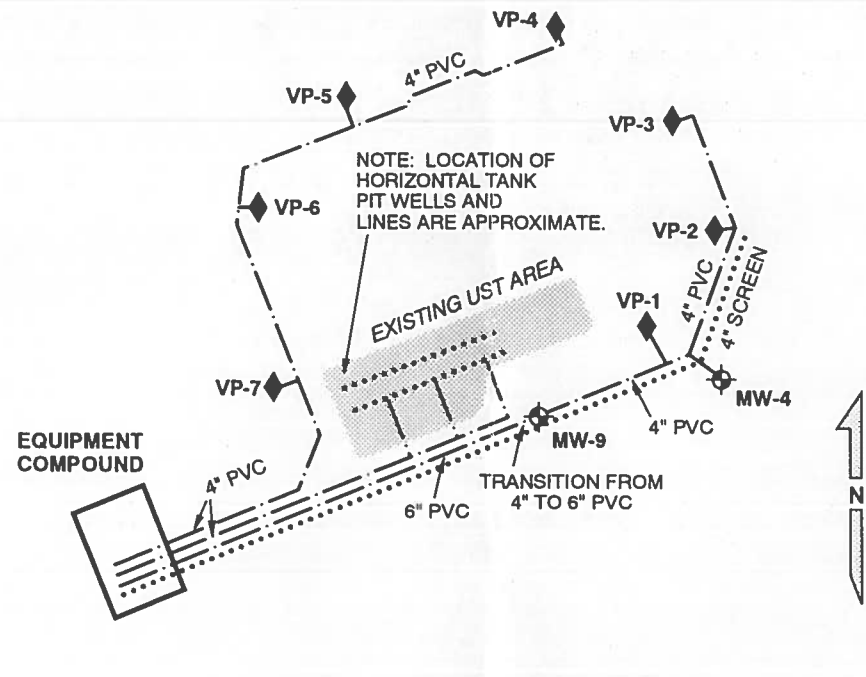 VP-4
4" PVC
VP-5
VP-3
NOTE: LOCATION OF
HORIZONTAL TANK
PIT WELLS AND
LINES ARE APPROXIMATE.
VP-6
VP-2
4" PVC
4" SCREEN
EXISTING UST AREA
VP-1
VP-7
MW-4
MW-9
4" PVC
EQUIPMENT
COMPOUND
4" PVC
TRANSITION FROM
4" TO 6" PVC
6" PVC
N